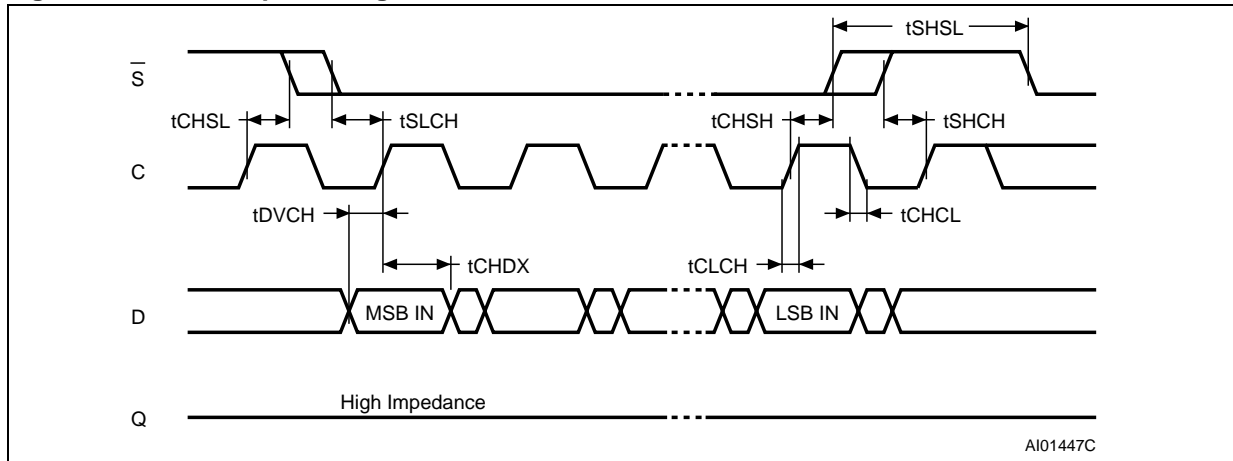 tSHSL
S
tCHSL
tSLCH
tCHSH
tSHCH
C
tDVCH
tCHCL
tCHDX
tCLCH
D
MSB IN
LSB IN
High Impedance
Q
AI01447C